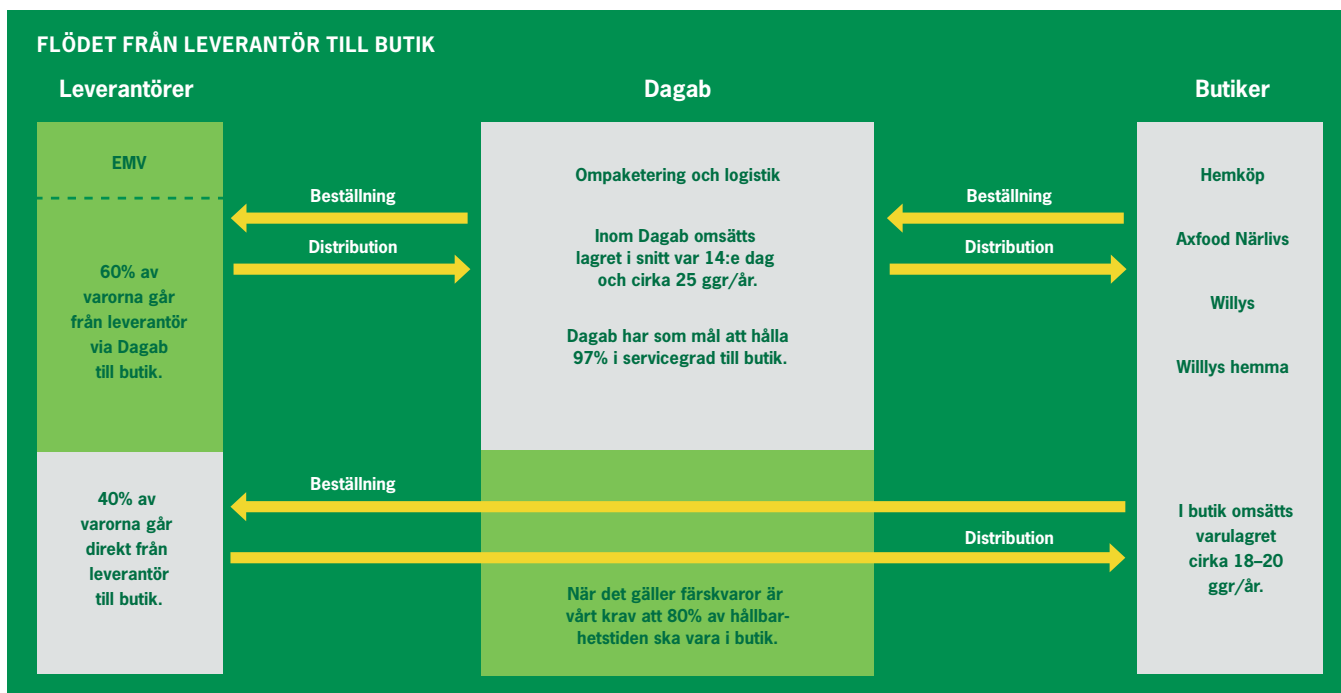 FLÖDET FRÅN LEVERANTÖR TILL BUTIK
Leverantörer
Dagab
Butiker
EMV
60% av
varorna går
från leverantör
via Dagab
till butik.
40% av
varorna går
direkt från
leverantör
till butik.
Beställning
Distribution
Ompaketering och logistik
Inom Dagab omsätts
lagret i snitt var 14:e dag
och cirka 25 ggr/år.
Dagab har som mål att hålla
97% i servicegrad till butik.
Beställning
Distribution
Hemköp
Axfood Närlivs
Willys
Willlys hemma
Beställning
Distribution
När det gäller färskvaror är
vårt krav att 80% av hållbar-
hetstiden ska vara i butik.
I butik omsätts
varulagret
cirka 18–20
ggr/år.